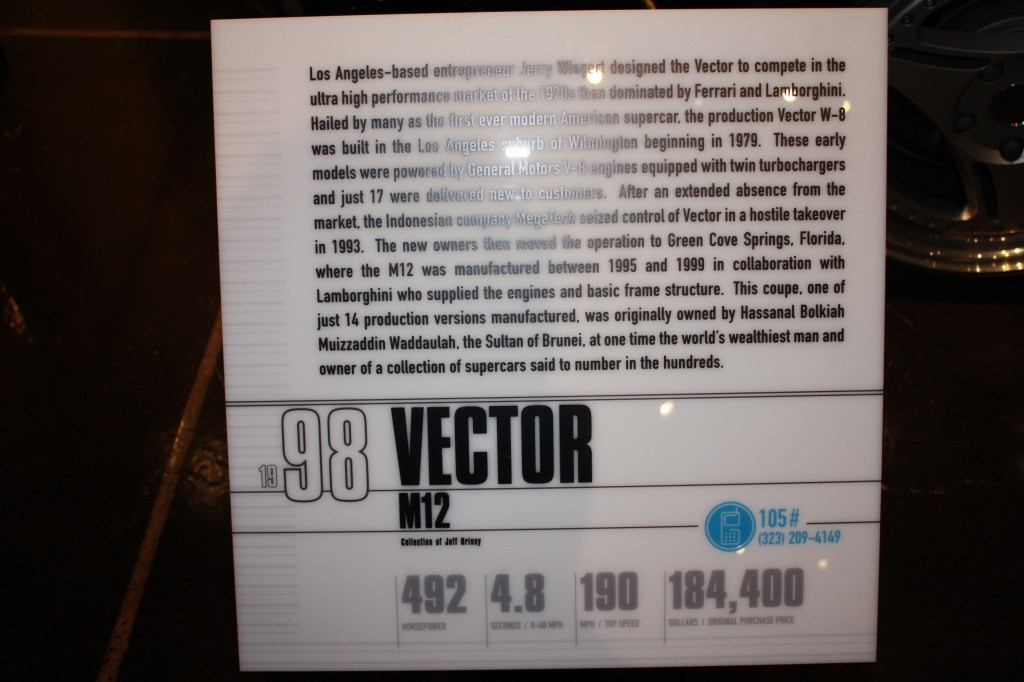 Los Angeles-based entrepreneur Jerry Wiegert designed the Vector to compete in the
ultra high performance market of the 1970s then dominated by Ferrari and Lamborghini.
Hailed by many as the first ever modern American supercar, the production Vector W-8
was built in the Los Angeles suburb of Wilmington beginning in 1979. These early
models were powered by General Motors V-8 engines equipped with twin turbochargers
and just 17 were delivered new to customers. After an extended absence from the
market, the Indonesian company MegaTech seized control of Vector in a hostile takeover
in 1993. The new owners then moved the operation to Green Cove Springs, Florida,
where the M12 was manufactured between 1995 and 1999 in collaboration with
Lamborghini who supplied the engines and basic frame structure. This coupe, one of
just 14 production versions manufactured, was originally owned by Hassanal Bolkiah
Muizzaddin Waddaulah, the Sultan of Brunei, at one time the world's wealthiest man and
owner of a collection of supercars said to number in the hundreds.
1998 VECTOR
M12
Collection of Jeff
105#
(323) 209-4149
492 4.8 190 184,400
HORSEPOWER SECONDS / 0-60 MPH MPH / TOP SPEED DOLLARS / ORIGINAL PURCHASE PRICE